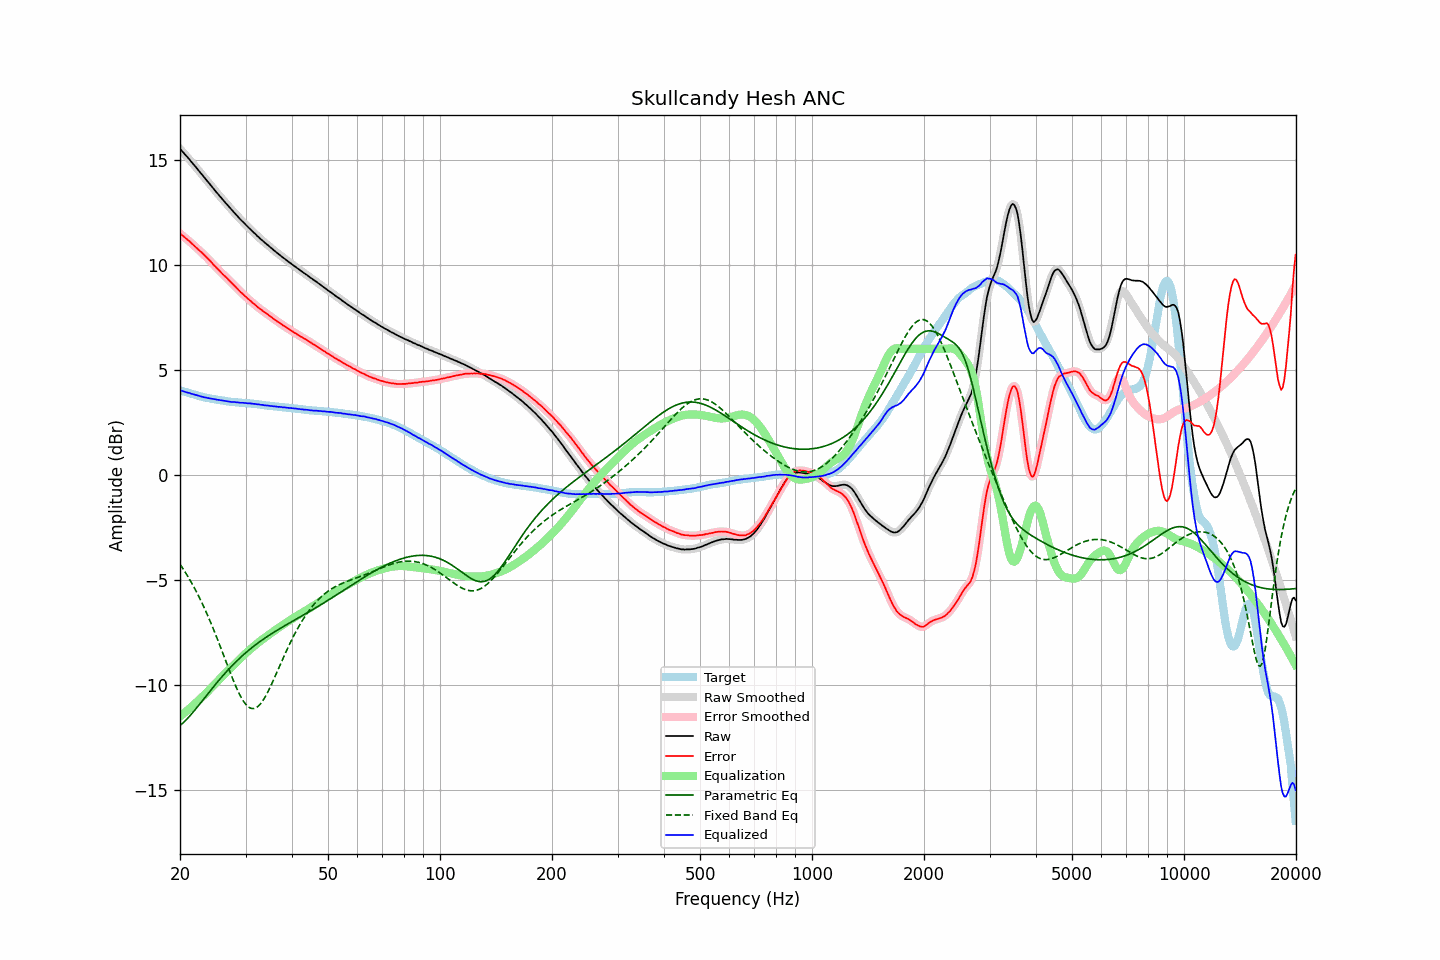 Skullcandy Hesh ANC
Amplitude (dBr)
15
10
5
0
−5
−10
−15
Target
Raw Smoothed
Error Smoothed
Raw
Error
Equalization
Parametric Eq
Fixed Band Eq
Equalized
20 50 100 200 500 1000 2000 5000 10000 20000
Frequency (Hz)